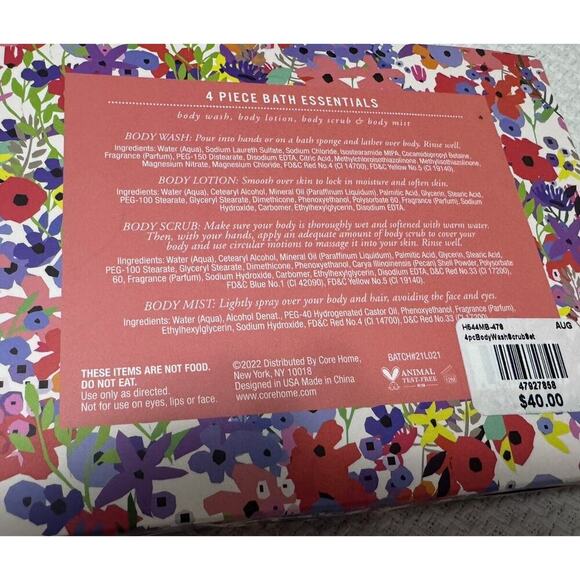 4 PIECE BATH ESSENTIALS
body wash, body lotion, body scrub & body mist
BODY WASH: Pour into hands or on a bath sponge and lather over body. Rinse well.
Ingredients: Water (Aqua), Sodium Laureth Sulfate, Sodium Chloride, Isostearamide MIPA, Cocamidopropyl Betaine,
Fragrance (Parfum), PEG-150 Distearate, Disodium EDTA, Citric Acid, Methylchloroisothiazolinone, Methylisothiazolinone,
Magnesium Nitrate, Magnesium Chloride, FD&C Red No.4 (CI 14700), FD&C Yellow No.5 (CI 19140).
BODY LOTION: Smooth over skin to lock in moisture and soften skin.
Ingredients: Water (Aqua), Cetearyl Alcohol, Mineral Oil (Paraffinum Liquidum), Palmitic Acid, Glycerin, Stearic Acid,
PEG-100 Stearate, Glyceryl Stearate, Dimethicone, Phenoxyethanol, Polysorbate 60, Fragrance (Parfum), Sodium
Hydroxide, Carbomer, Ethylhexylglycerin, Disodium EDTA.
BODY SCRUB: Make sure your body is thoroughly wet and softened with warm water.
Then, with your hands, apply an adequate amount of body scrub to cover your
body and use circular motions to massage it into your skin. Rinse well.
Ingredients: Water (Aqua), Cetearyl Alcohol, Mineral Oil (Paraffinum Liquidum), Palmitic Acid, Glycerin, Stearic Acid,
PEG-100 Stearate, Glyceryl Stearate, Dimethicone, Phenoxyethanol, Carya Illinoinensis (Pecan) Shell Powder, Polysorbate
60, Fragrance (Parfum), Sodium Hydroxide, Carbomer, Ethylhexylglycerin, Disodium EDTA, D&C Red No.33 (CI 17200),
FD&C Blue No.1 (CI 42090), FD&C Yellow No.5 (CI 19140).
BODY MIST: Lightly spray over your body and hair, avoiding the face and eyes.
Ingredients: Water (Aqua), Alcohol Denat., PEG-40 Hydrogenated Castor Oil, Phenoxyethanol, Fragrance (Parfum),
Ethylhexylglycerin, Sodium Hydroxide, FD&C Red No.4 (CI 14700), D&C Red No.33 (CI 17200).
THESE ITEMS ARE NOT FOOD.
DO NOT EAT.
Use only as directed.
Not for use on eyes, lips or face.
©2022 Distributed By Core Home,
New York, NY 10018
Designed in USA Made in China
www.corehome.com
BATCH#21L021
ANIMAL
TEST-FREE
H544MB-478 AUG
4pcBodyWashScrubSet
47927858
$40.00